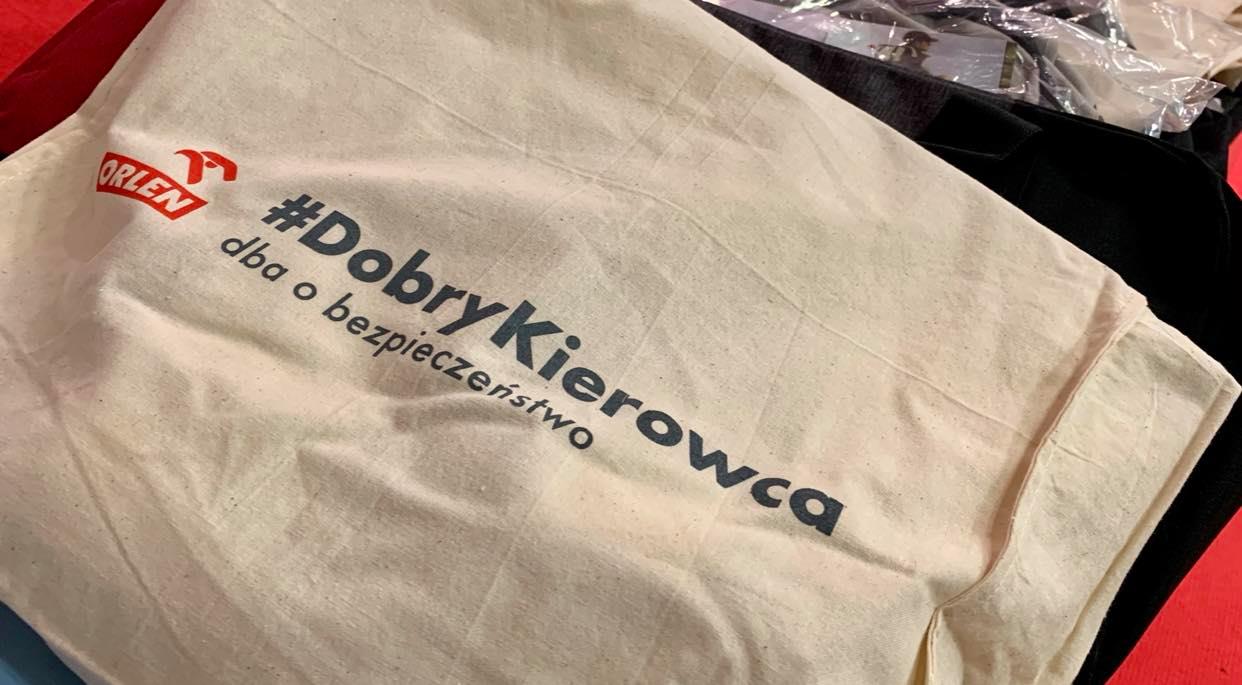 ORLEN
#DobryKierowca
dba o bezpieczeństwo